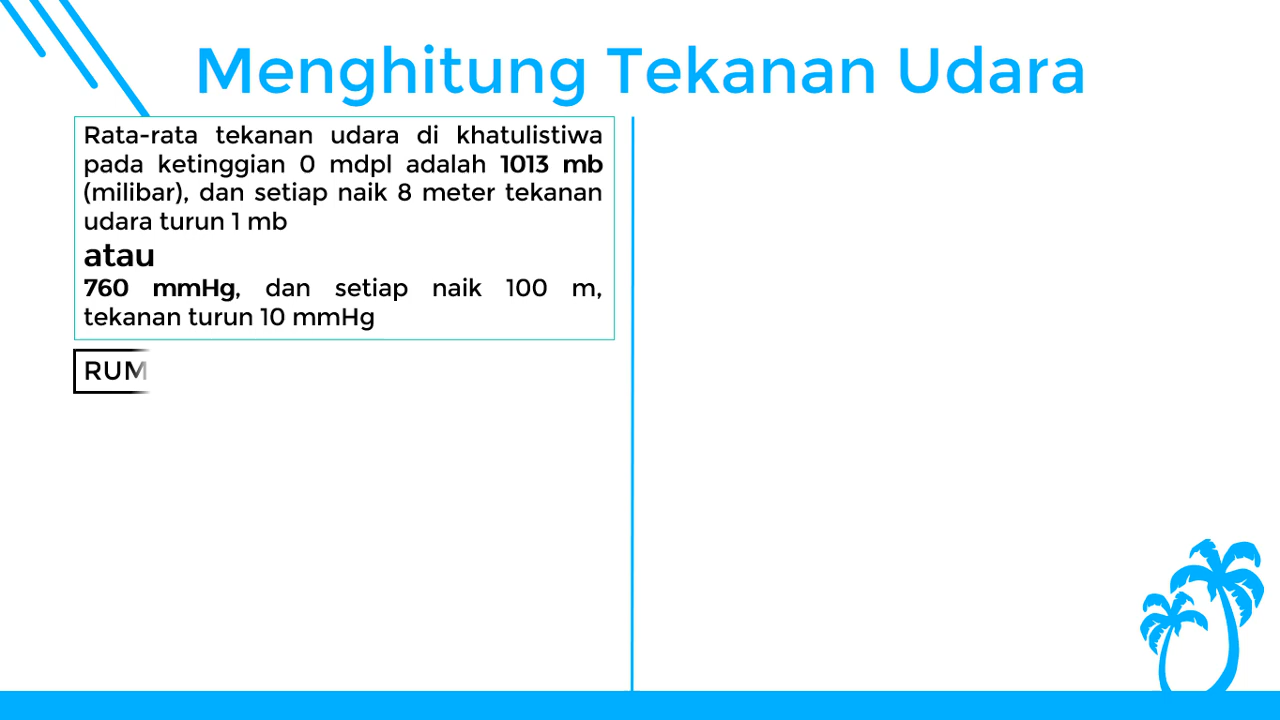 Menghitung Tekanan Udara
Rata-rata tekanan udara di khatulistiwa
pada ketinggian 0 mdpl adalah 1013 mb
(milibar), dan setiap naik 8 meter tekanan
udara turun 1 mb
atau
760 mmHg, dan setiap naik 100 m,
tekanan turun 10 mmHg
RUM